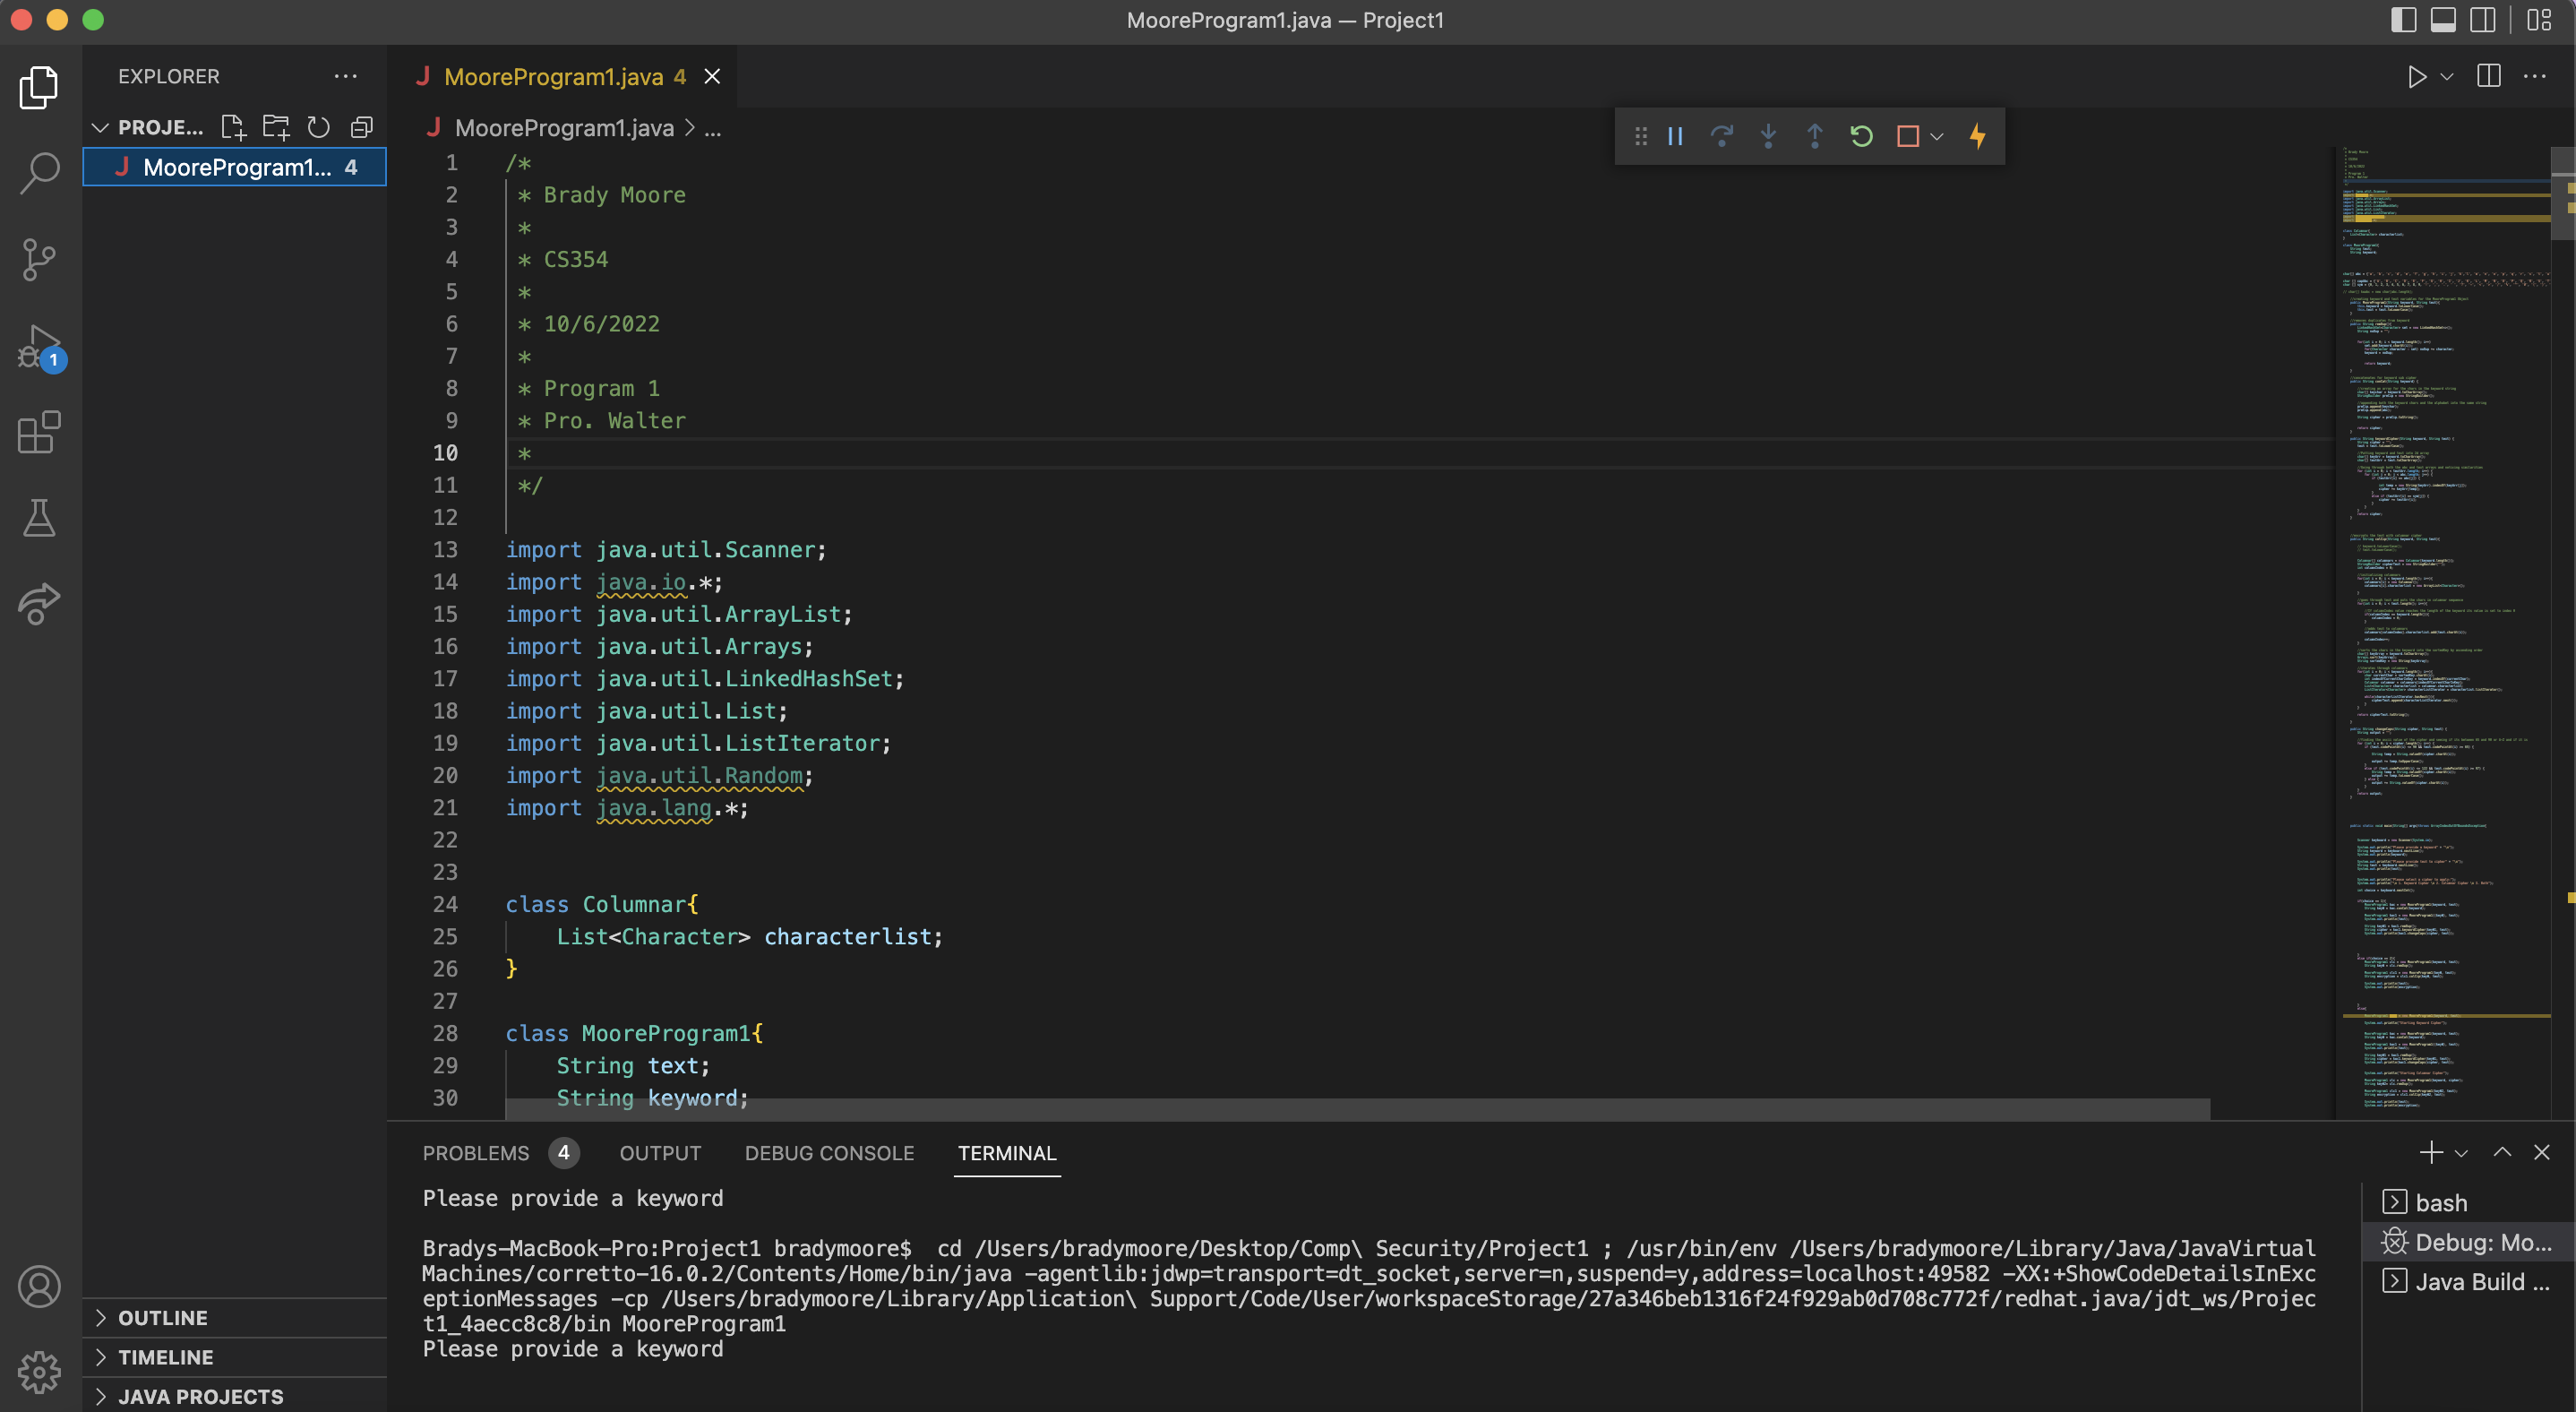 MooreProgram1.java — Project1
EXPLORER
PROJE...
J MooreProgram1... 4
1
OUTLINE
TIMELINE
JAVA PROJECTS
J MooreProgram1.java 4
J MooreProgram1.java > ...
1 /*
2 * Brady Moore
3 *
4 * CS354
5 *
6 * 10/6/2022
7 *
8 * Program 1
9 * Pro. Walter
10 *
11 */
12
13 import java.util.Scanner;
14 import java.io.*;
15 import java.util.ArrayList;
16 import java.util.Arrays;
17 import java.util.LinkedHashSet;
18 import java.util.List;
19 import java.util.ListIterator;
20 import java.util.Random;
21 import java.lang.*;
22
23
24 class Columnar{
25 List<Character> characterlist;
26 }
27
28 class MooreProgram1{
29 String text;
30 String keyword;
PROBLEMS 4 OUTPUT DEBUG CONSOLE TERMINAL
Please provide a keyword
Bradys-MacBook-Pro:Project1 bradymoore$  cd /Users/bradymoore/Desktop/Comp\ Security/Project1 ; /usr/bin/env /Users/bradymoore/Library/Java/JavaVirtual
Machines/corretto-16.0.2/Contents/Home/bin/java -agentlib:jdwp=transport=dt_socket,server=n,suspend=y,address=localhost:49582 -XX:+ShowCodeDetailsInExc
eptionMessages -cp /Users/bradymoore/Library/Application\ Support/Code/User/workspaceStorage/27a346beb1316f24f929ab0d708c772f/redhat.java/jdt_ws/Projec
t1_4aecc8c8/bin MooreProgram1
Please provide a keyword
bash
Debug: Mo...
Java Build ...